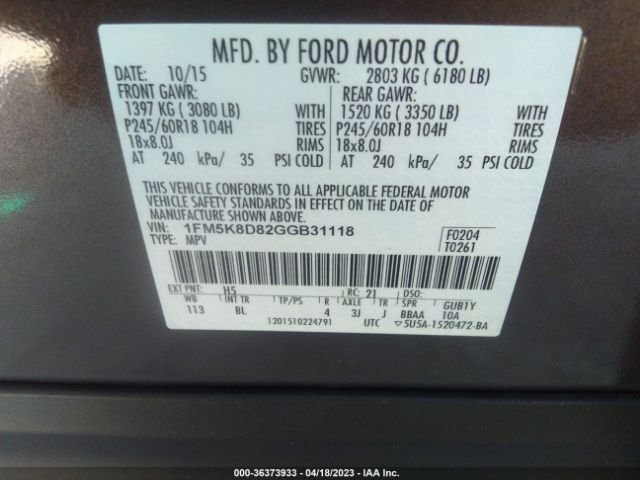 MFD. BY FORD MOTOR CO.
DATE: 10/15 GVWR: 2803 KG ( 6180 LB)
FRONT GAWR: REAR GAWR:
1397 KG ( 3080 LB) WITH 1520 KG ( 3350 LB) WITH
P245/60R18 104H TIRES P245/60R18 104H TIRES
18x8.0J RIMS 18x8.0J RIMS
AT 240 kPa/ 35 PSI COLD AT 240 kPa/ 35 PSI COLD
THIS VEHICLE CONFORMS TO ALL APPLICABLE FEDERAL MOTOR
VEHICLE SAFETY STANDARDS IN EFFECT ON THE DATE OF
MANUFACTURE SHOWN ABOVE.
VIN: 1FM5K8D82GGB31118 F0204
TYPE: MPV T0261
EXT PNT: H5 RC: 21 DSO:
WB INT TR TP/PS R AXLE TR SPR GUB1Y
113 BL 4 3J J BBAA 10A
1201510224791 UTC ▽5U5A-1520472-BA
000-36373933 - 04/18/2023 - IAA Inc.